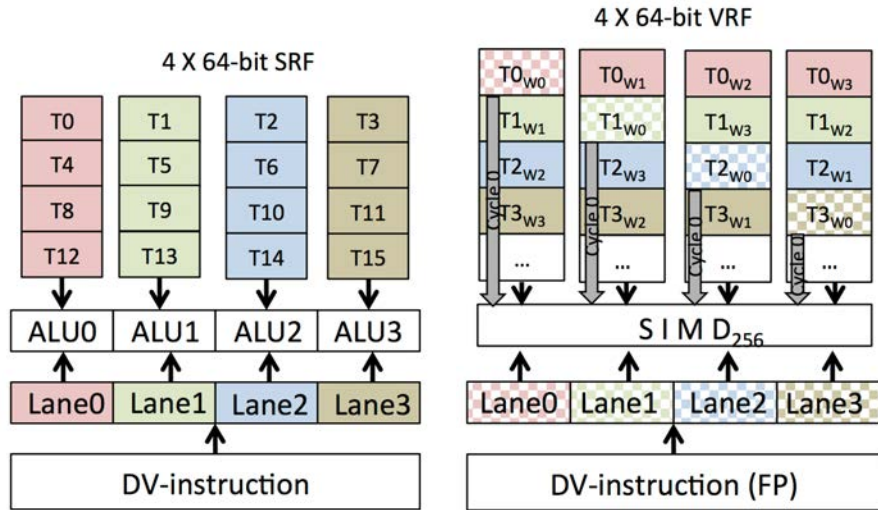 4 X 64-bit SRF
T0 T1 T2 T3
T4 T5 T6 T7
T8 T9 T10 T11
T12 T13 T14 T15
ALU0 ALU1 ALU2 ALU3
Lane0 Lane1 Lane2 Lane3
DV-instruction
4 X 64-bit VRF
T0W0 T0W1 T0W2 T0W3
T1W1 T1W0 T1W3 T1W2
T2W2 T2W3 T2W0 T2W1
T3W3 T3W2 T3W1 T3W0
... ... ... ...
Cycle 0 Cycle 0 Cycle 0 Cycle 0
S I M D256
Lane0 Lane1 Lane2 Lane3
DV-instruction (FP)